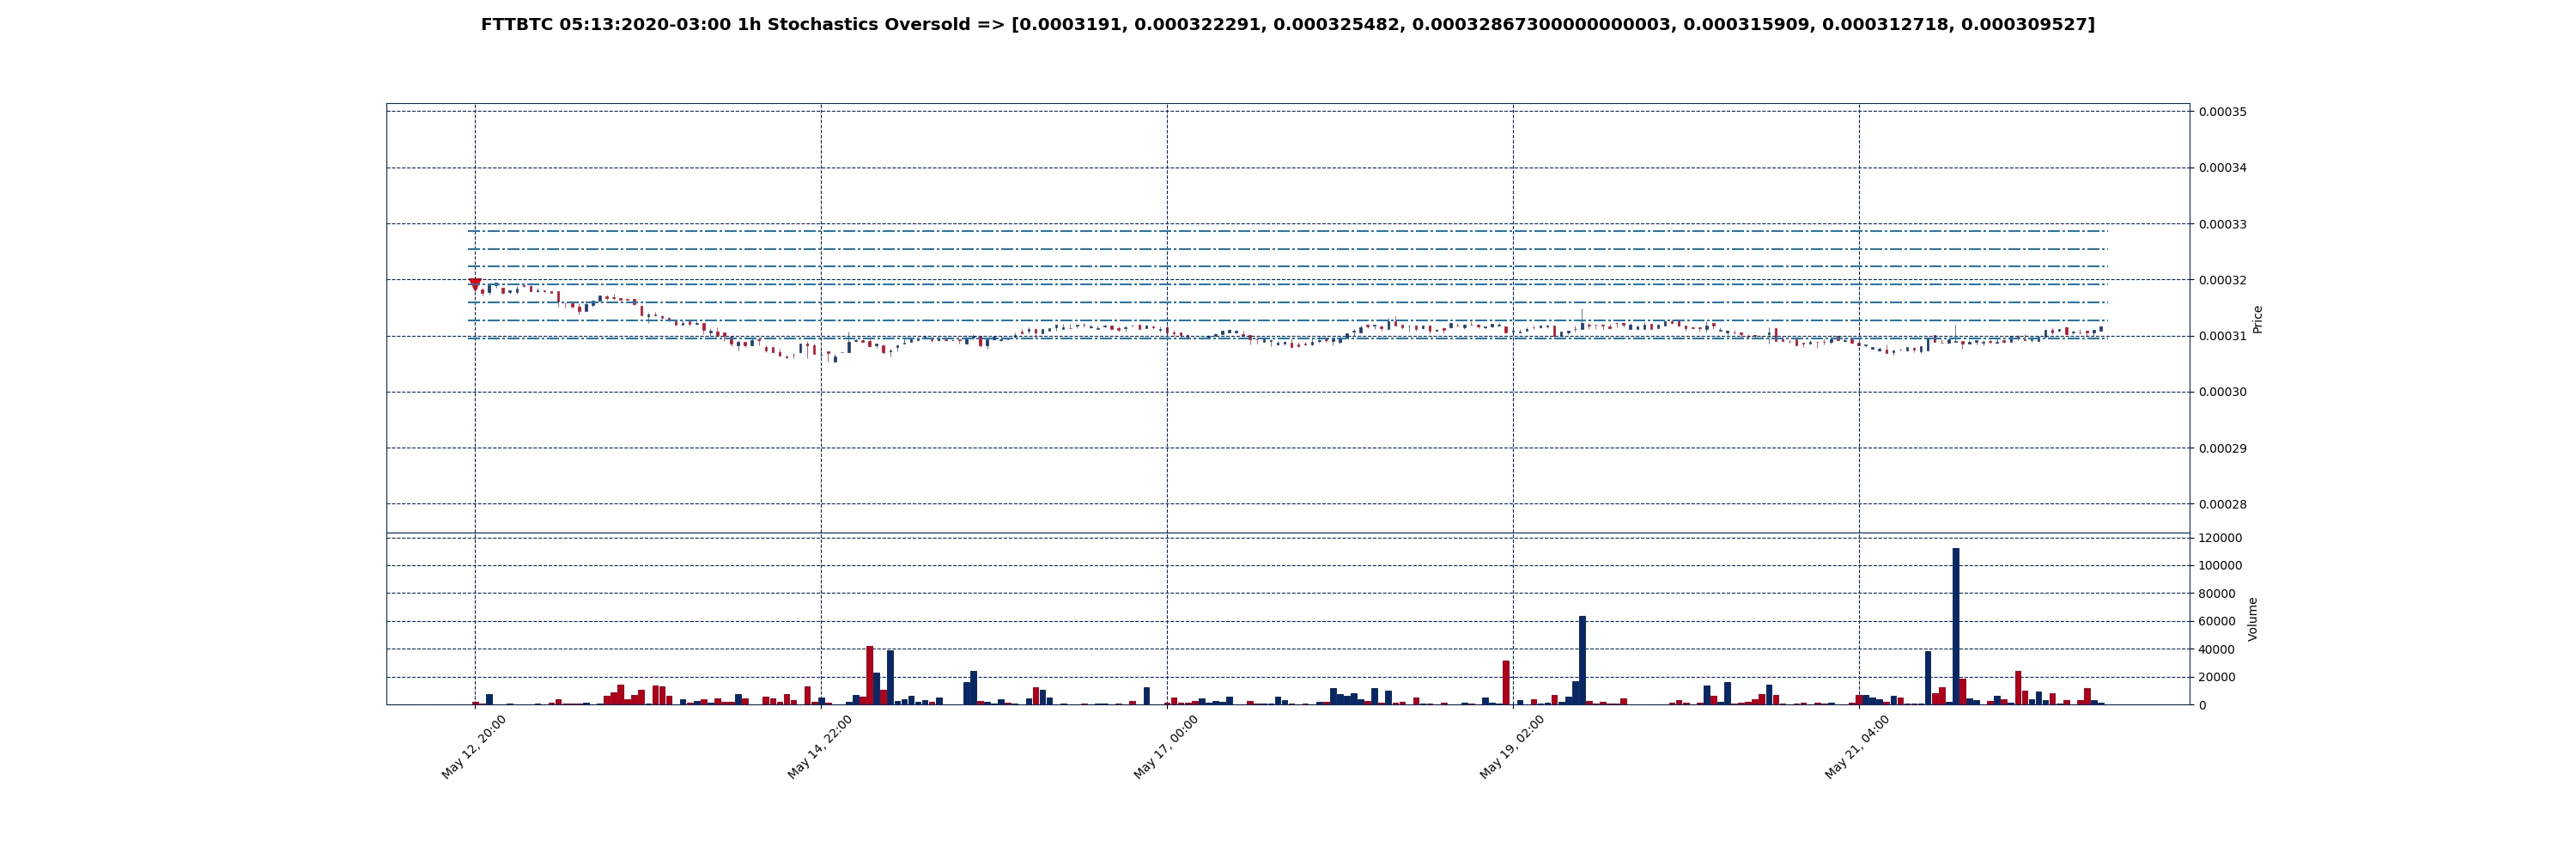 FTTBTC 05:13:2020-03:00 1h Stochastics Oversold => [0.0003191, 0.000322291, 0.000325482, 0.00032867300000000003, 0.000315909, 0.000312718, 0.000309527]
0.00035
0.00034
0.00033
0.00032
0.00031
0.00030
0.00029
0.00028
Price
120000
100000
80000
60000
40000
20000
0
Volume
May 12, 20:00
May 14, 22:00
May 17, 00:00
May 19, 02:00
May 21, 04:00